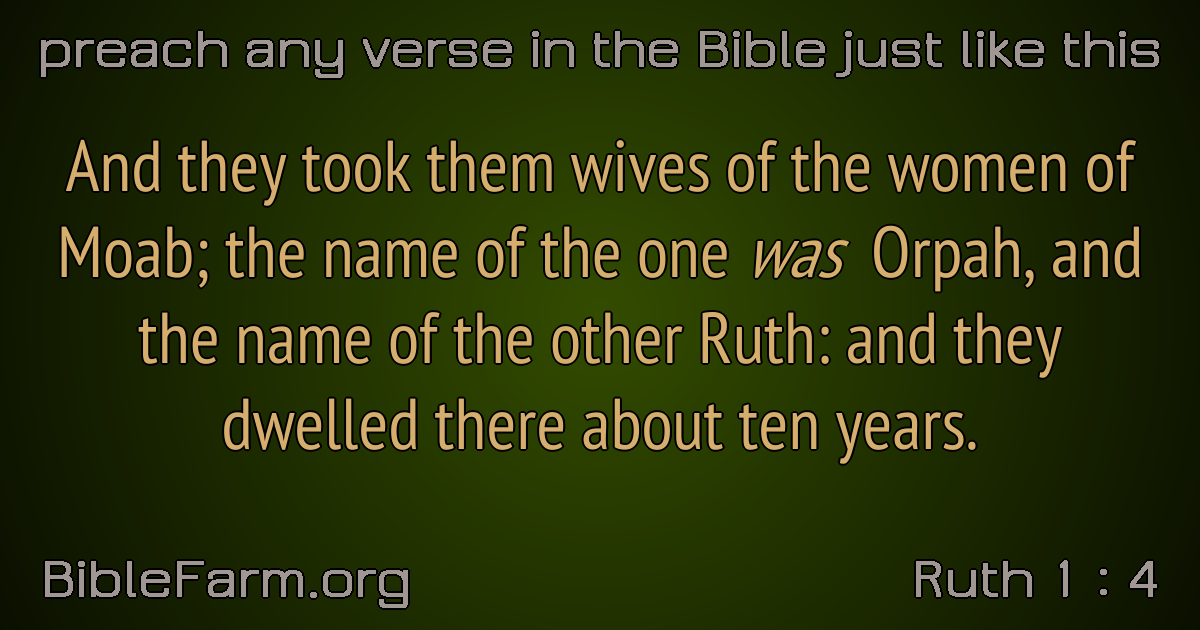 preach any verse in the Bible just like this
And they took them wives of the women of
Moab; the name of the one was Orpah, and
the name of the other Ruth: and they
dwelled there about ten years.
BibleFarm.org
Ruth 1 : 4